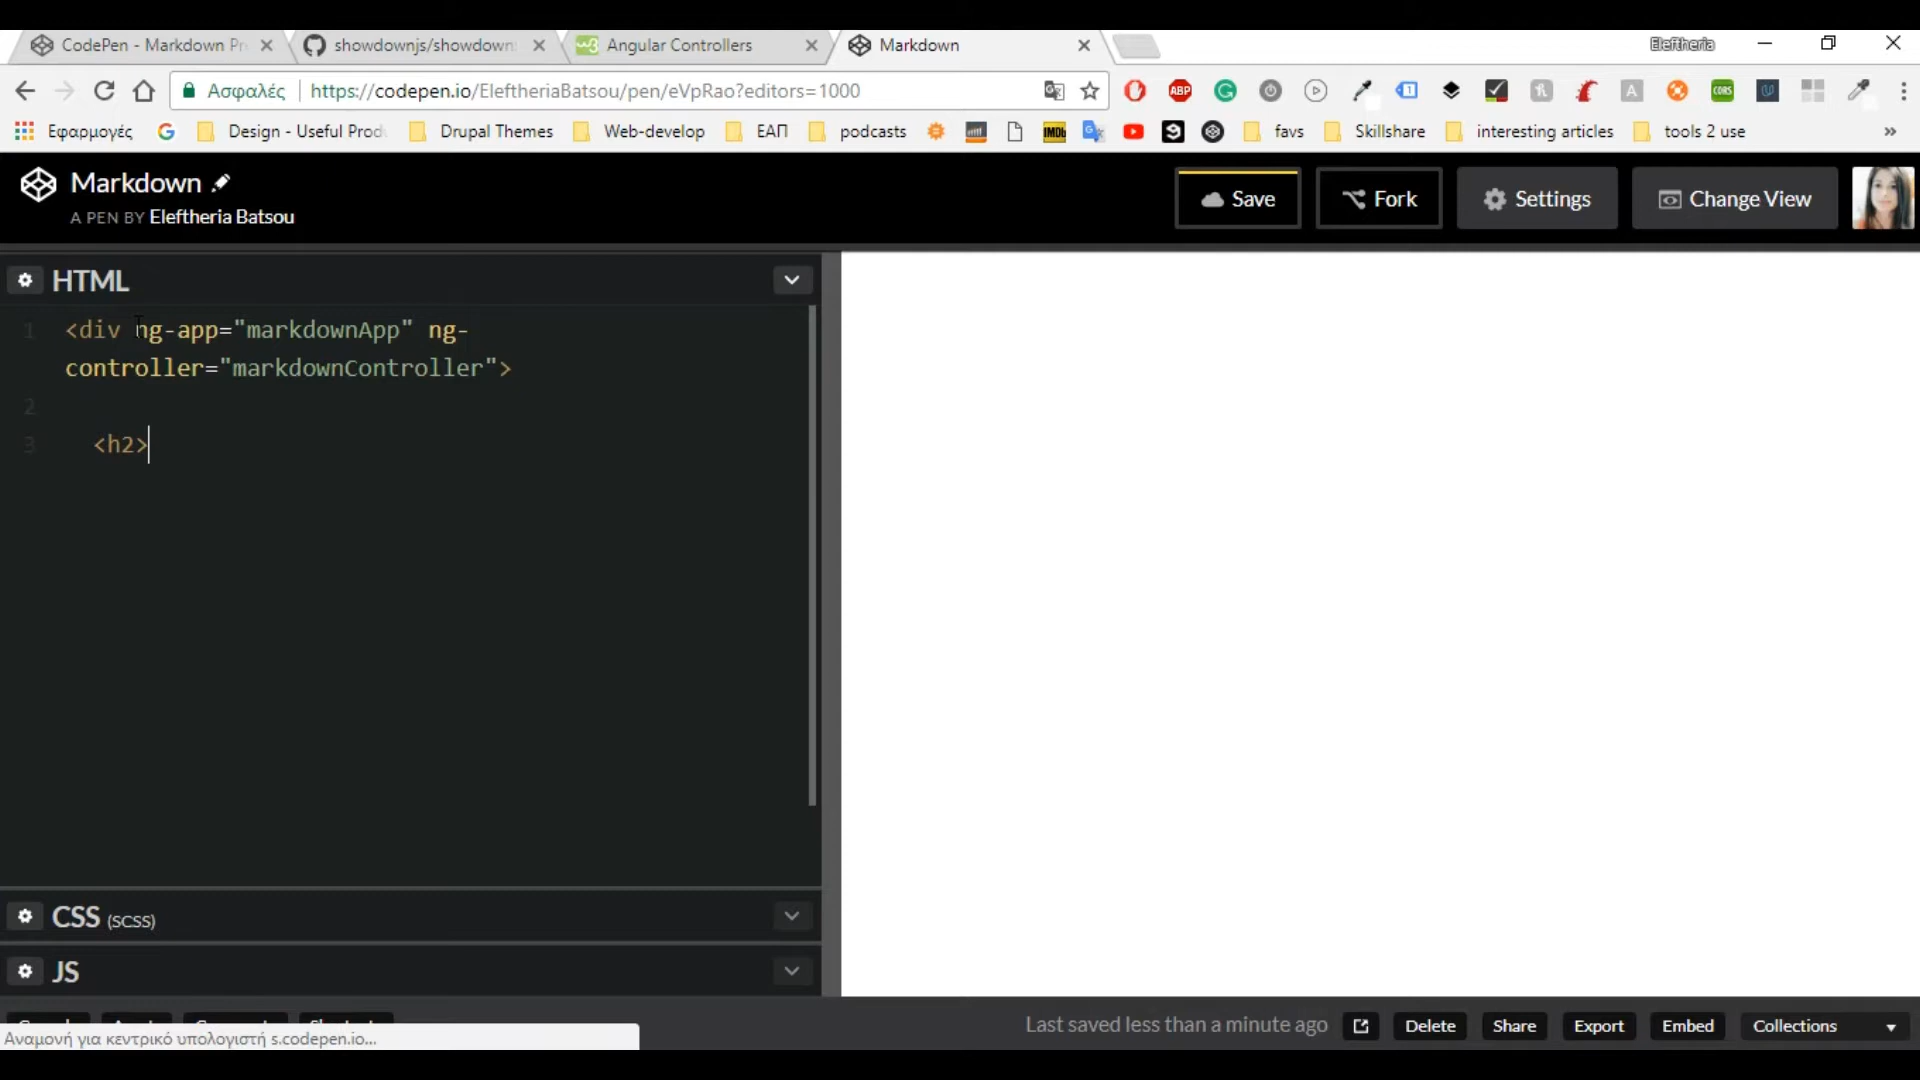 CodePen - Markdown Pr
showdownjs/showdown:
Angular Controllers
Markdown
Eleftheria
Ασφαλές
https://codepen.io/EleftheriaBatsou/pen/eVpRao?editors=1000
Εφαρμογές
Design - Useful Prod
Drupal Themes
Web-develop
ΕΑΠ
podcasts
favs
Skillshare
interesting articles
tools 2 use
»
Markdown
A PEN BY Eleftheria Batsou
Save
Fork
Settings
Change View
HTML
1 <div ng-app="markdownApp" ng-
controller="markdownController">
2
3 <h2>
CSS (SCSS)
JS
Last saved less than a minute ago
Delete
Share
Export
Embed
Collections
Αναμονή για κεντρικό υπολογιστή s.codepen.io...